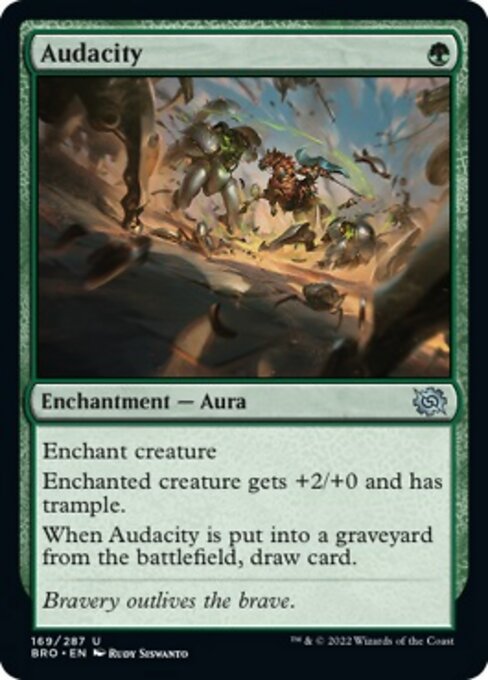 Audacity
Enchantment — Aura
Enchant creature
Enchanted creature gets +2/+0 and has
trample.
When Audacity is put into a graveyard
from the battlefield, draw card.
Bravery outlives the brave.
169/287 U
BRO • EN Rudy Siswanto
™ & © 2022 Wizards of the Coast